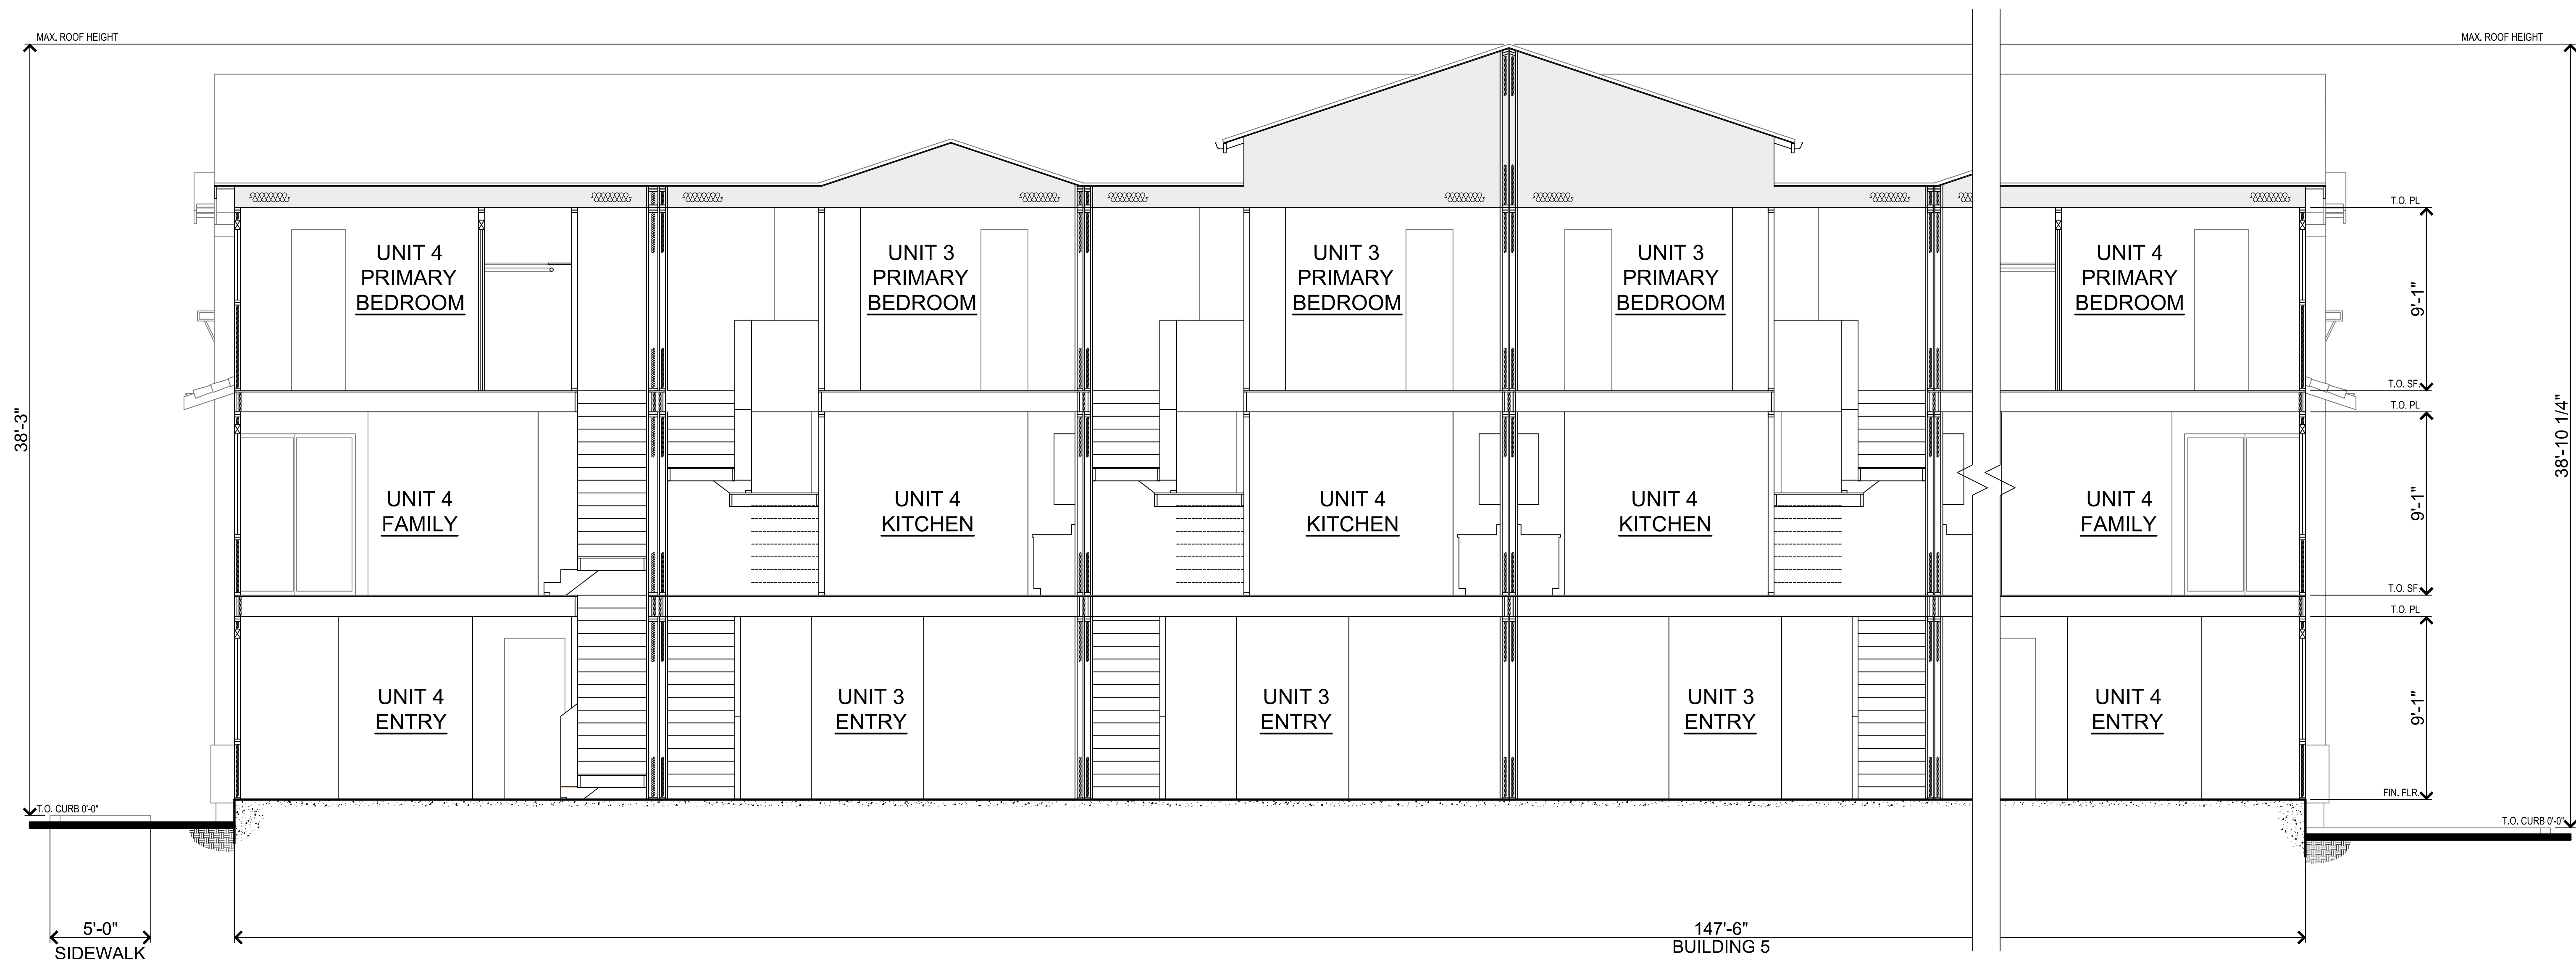 MAX. ROOF HEIGHT
MAX. ROOF HEIGHT
T.O. PL
UNIT 4
PRIMARY
BEDROOM
UNIT 3
PRIMARY
BEDROOM
UNIT 3
PRIMARY
BEDROOM
UNIT 3
PRIMARY
BEDROOM
UNIT 4
PRIMARY
BEDROOM
9'-1"
T.O. SF.
T.O. PL
38'-3"
38'-10 1/4"
UNIT 4
FAMILY
UNIT 4
KITCHEN
UNIT 4
KITCHEN
UNIT 4
KITCHEN
UNIT 4
FAMILY
9'-1"
T.O. SF.
T.O. PL
UNIT 4
ENTRY
UNIT 3
ENTRY
UNIT 3
ENTRY
UNIT 3
ENTRY
UNIT 4
ENTRY
9'-1"
FIN. FLR.
T.O. CURB 0'-0"
T.O. CURB 0'-0"
5'-0"
SIDEWALK
147'-6"
BUILDING 5